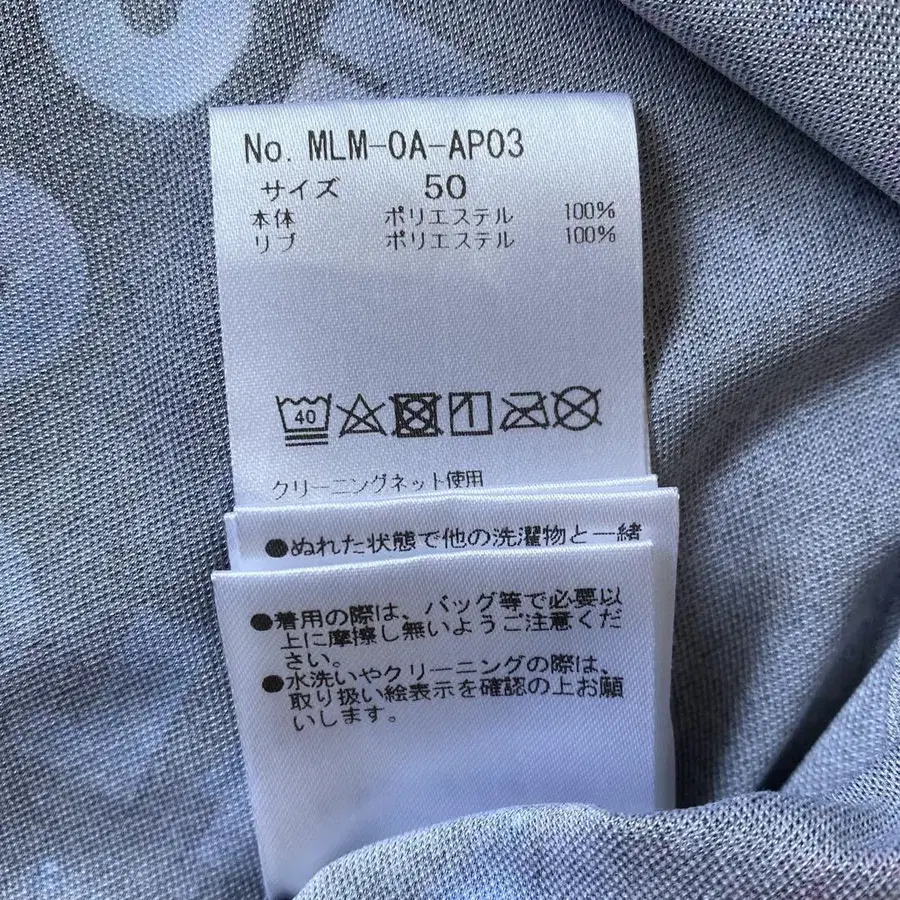 No. MLM-0A-AP03
サイズ 50
本体 ポリエステル 100%
リブ ポリエステル 100%
40
クリーニングネット使用
●ぬれた状態で他の洗濯物と一緒
●着用の際は、バッグ等で必要以
上に摩擦し無いようご注意くだ
さい。
●水洗いやクリーニングの際は、
取り扱い絵表示を確認の上お願
いします。